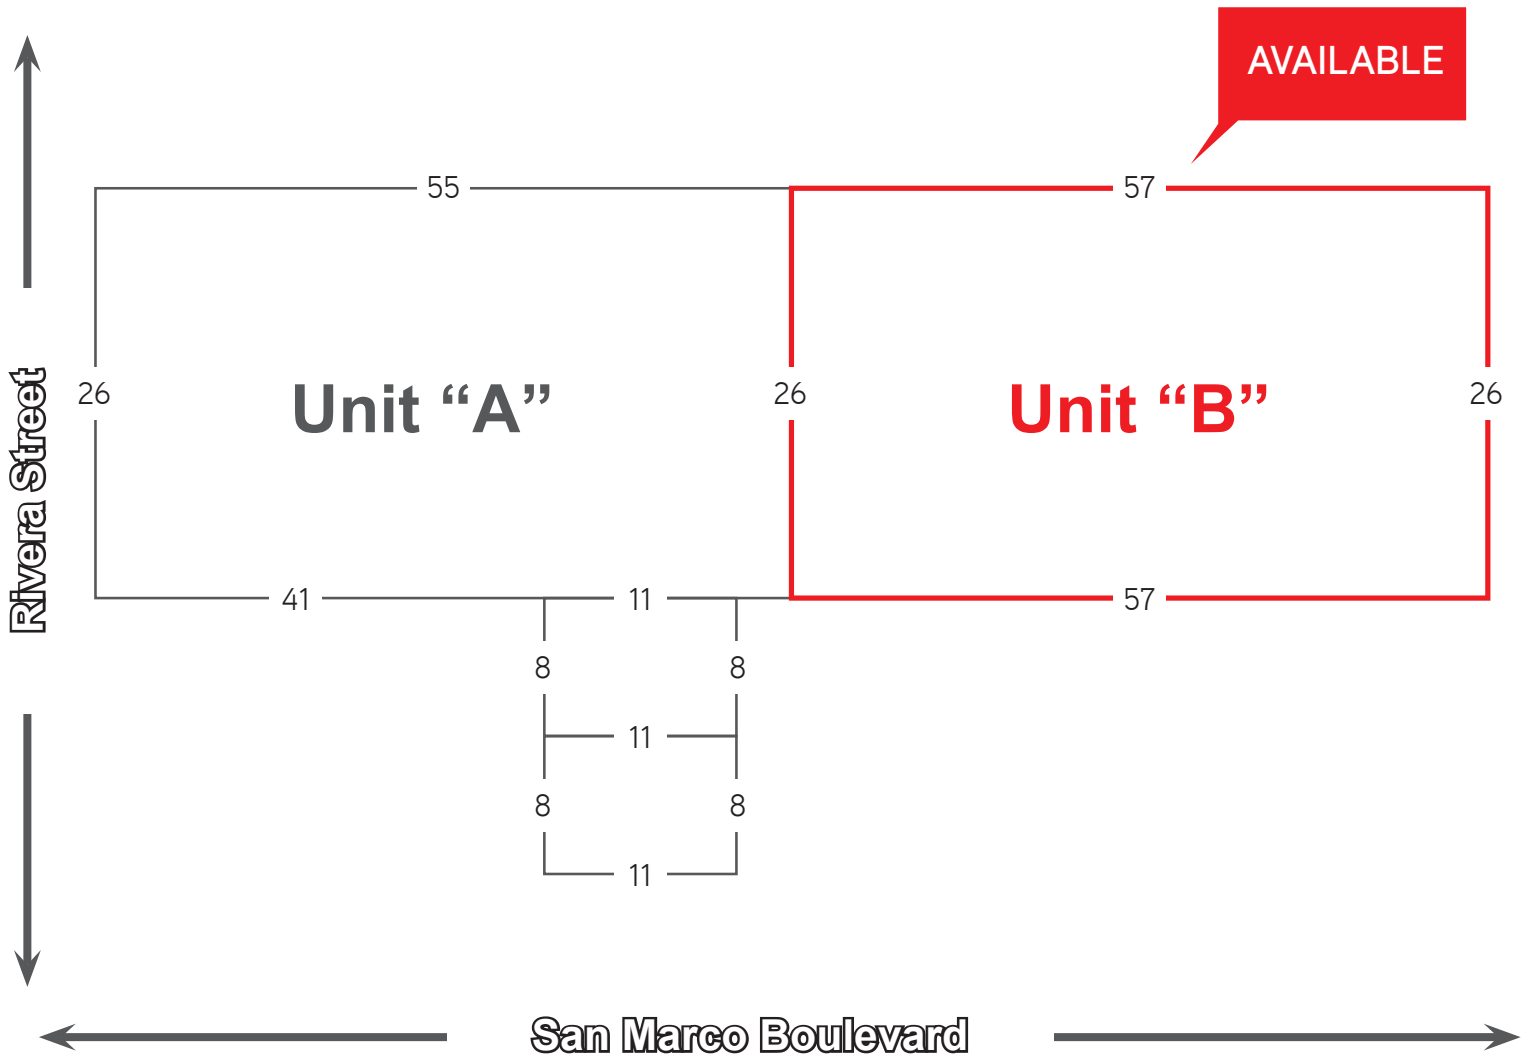 AVAILABLE
55
57
26
Unit “A”
26
Unit “B”
26
Rivera Street
41
11
57
8
8
11
8
8
11
San Marco Boulevard